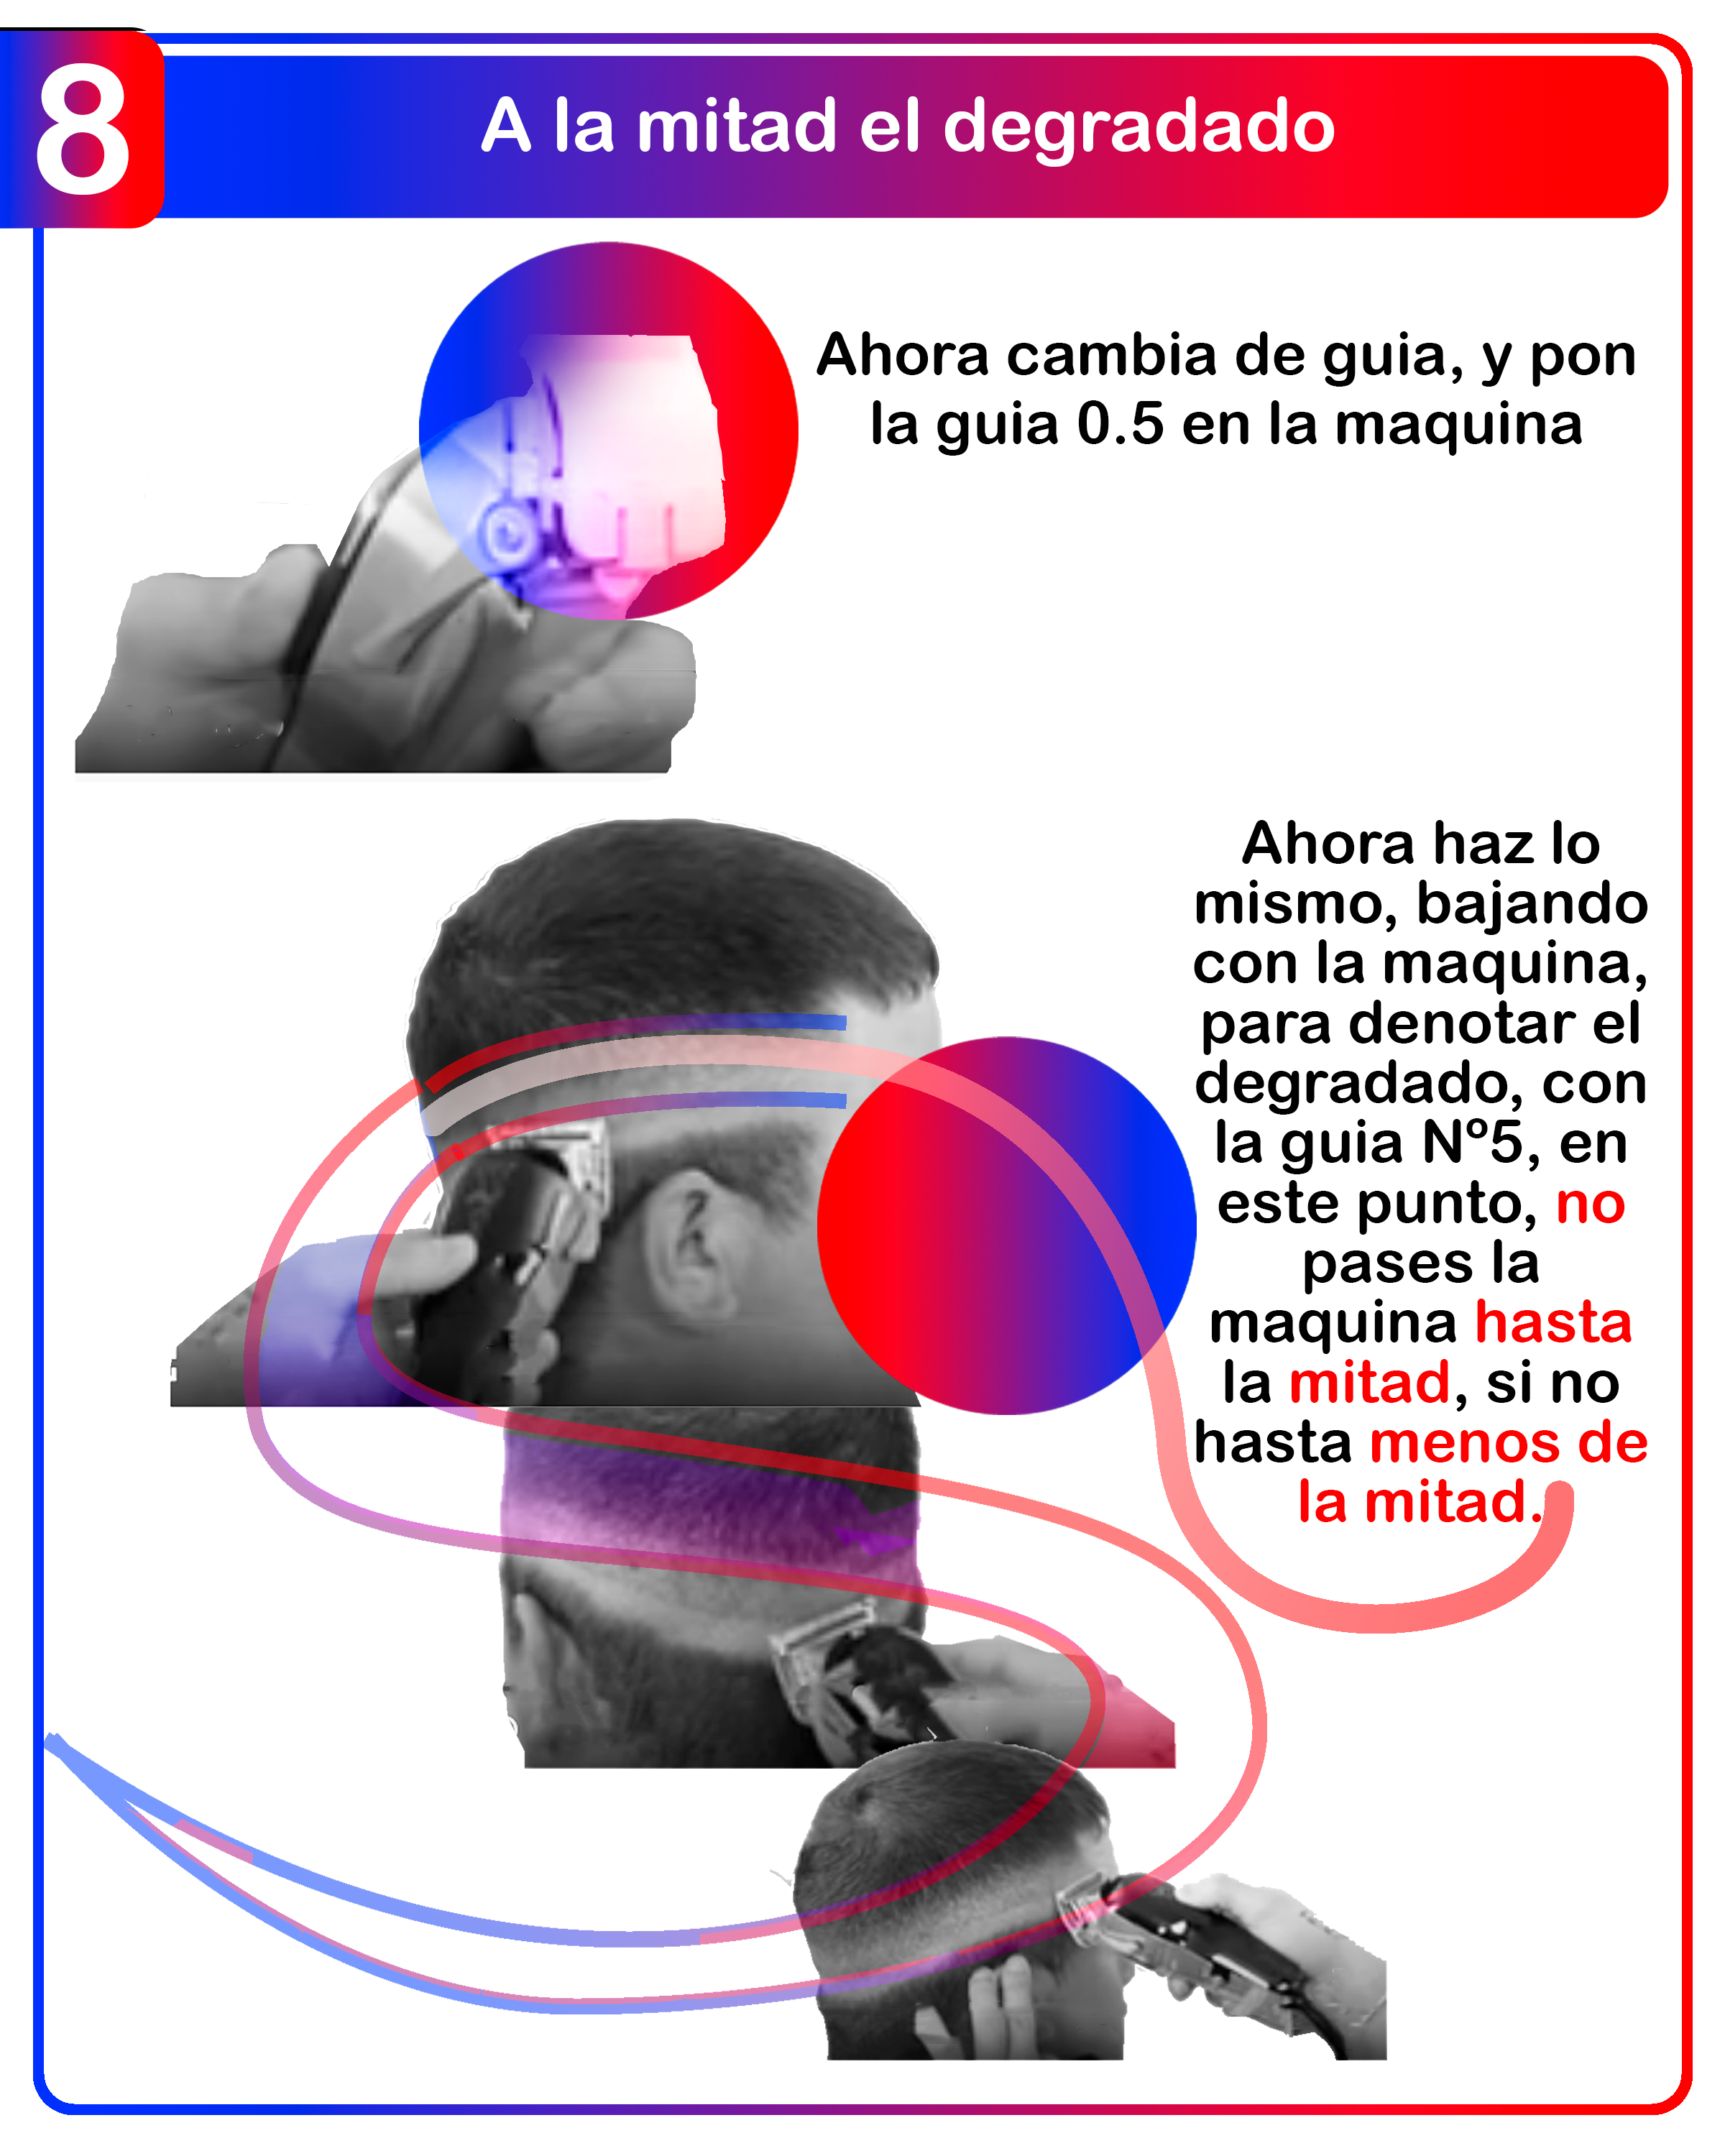 8
A la mitad el degradado
Ahora cambia de guia, y pon
la guia 0.5 en la maquina
Ahora haz lo
mismo, bajando
con la maquina,
para denotar el
degradado, con
la guia Nº5, en
este punto, no
pases la
maquina hasta
la mitad, si no
hasta menos de
la mitad.